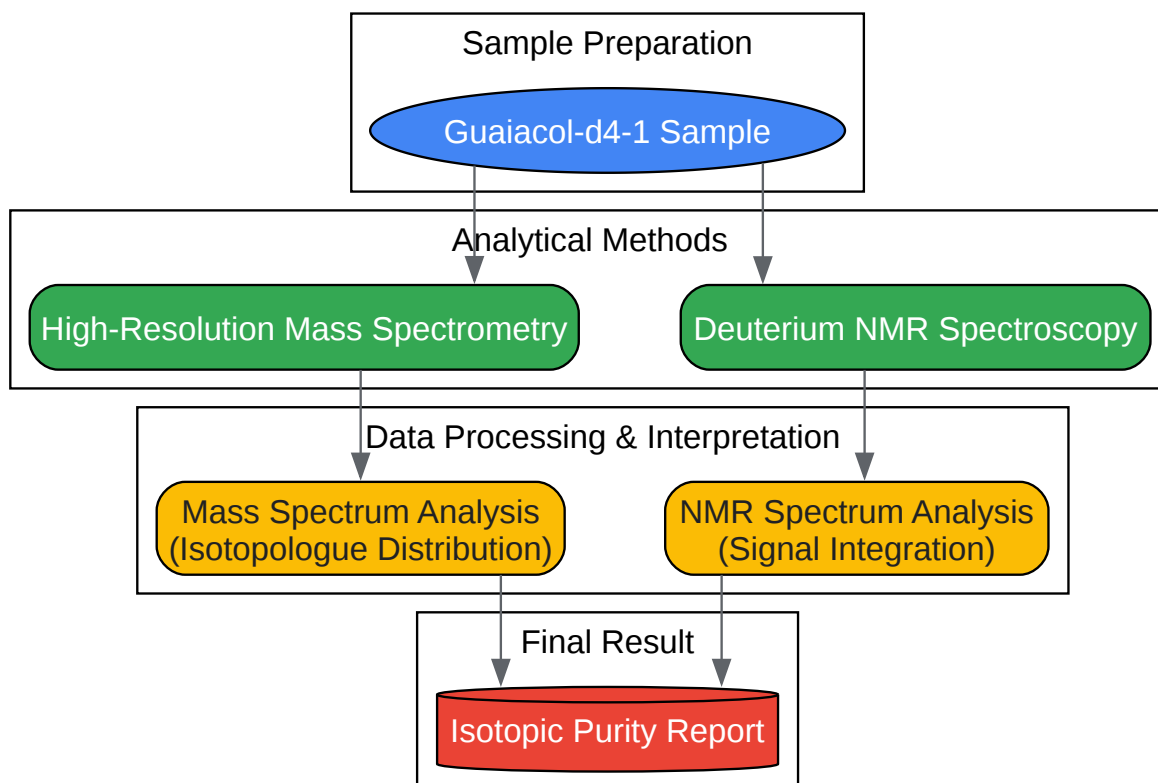 Sample Preparation
Guaiacol-d4-1 Sample
Analytical Methods
High-Resolution Mass Spectrometry
Deuterium NMR Spectroscopy
Data Processing & Interpretation
Mass Spectrum Analysis
(Isotopologue Distribution)
NMR Spectrum Analysis
(Signal Integration)
Final Result
Isotopic Purity Report